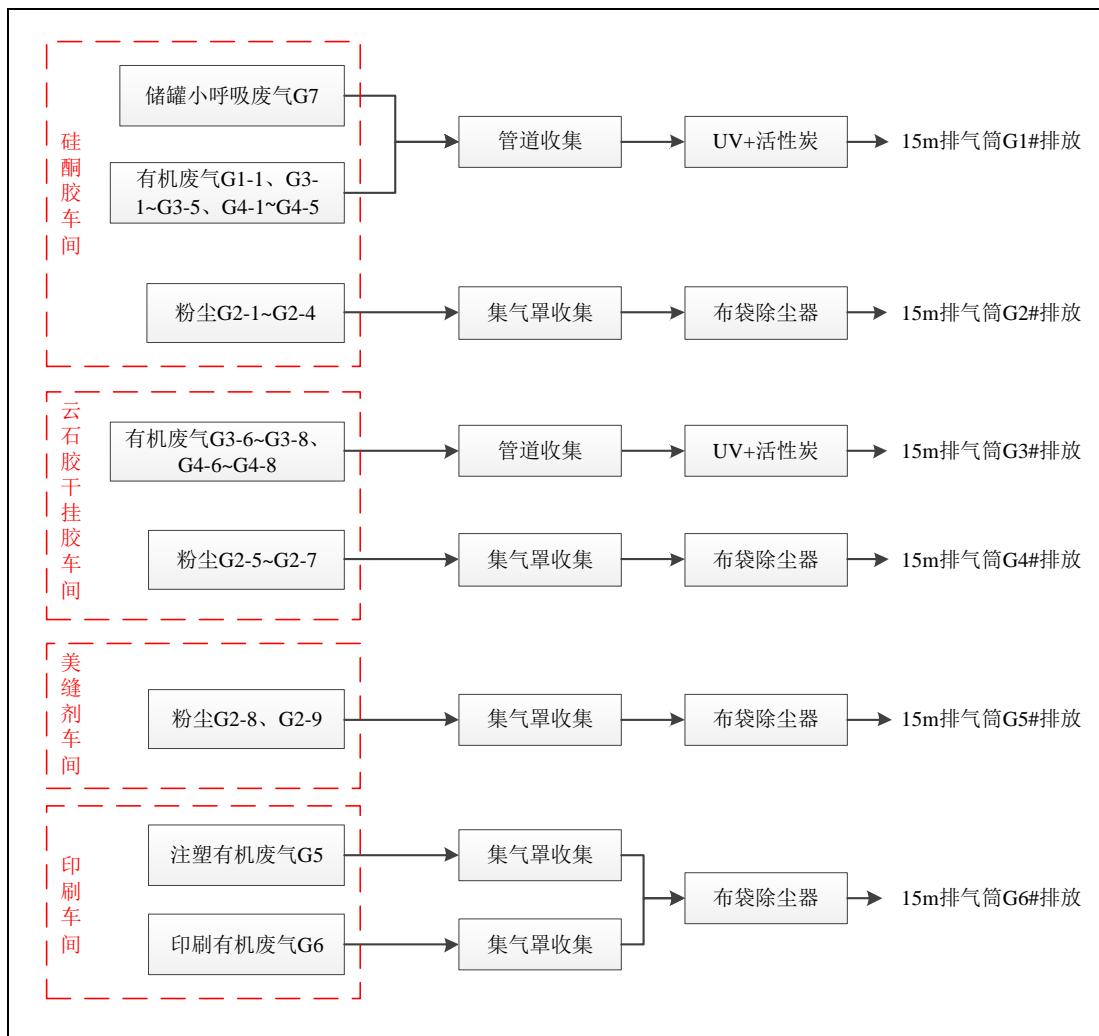 硅酮胶车间
储罐小呼吸废气G7
有机废气G1-1、G3-
1~G3-5、G4-1~G4-5
管道收集
UV+活性炭
15m排气筒G1#排放
粉尘G2-1~G2-4
集气罩收集
布袋除尘器
15m排气筒G2#排放
云石胶干挂胶车间
有机废气G3-6~G3-8、
G4-6~G4-8
管道收集
UV+活性炭
15m排气筒G3#排放
粉尘G2-5~G2-7
集气罩收集
布袋除尘器
15m排气筒G4#排放
美缝剂车间
粉尘G2-8、G2-9
集气罩收集
布袋除尘器
15m排气筒G5#排放
印刷车间
注塑有机废气G5
集气罩收集
印刷有机废气G6
集气罩收集
布袋除尘器
15m排气筒G6#排放